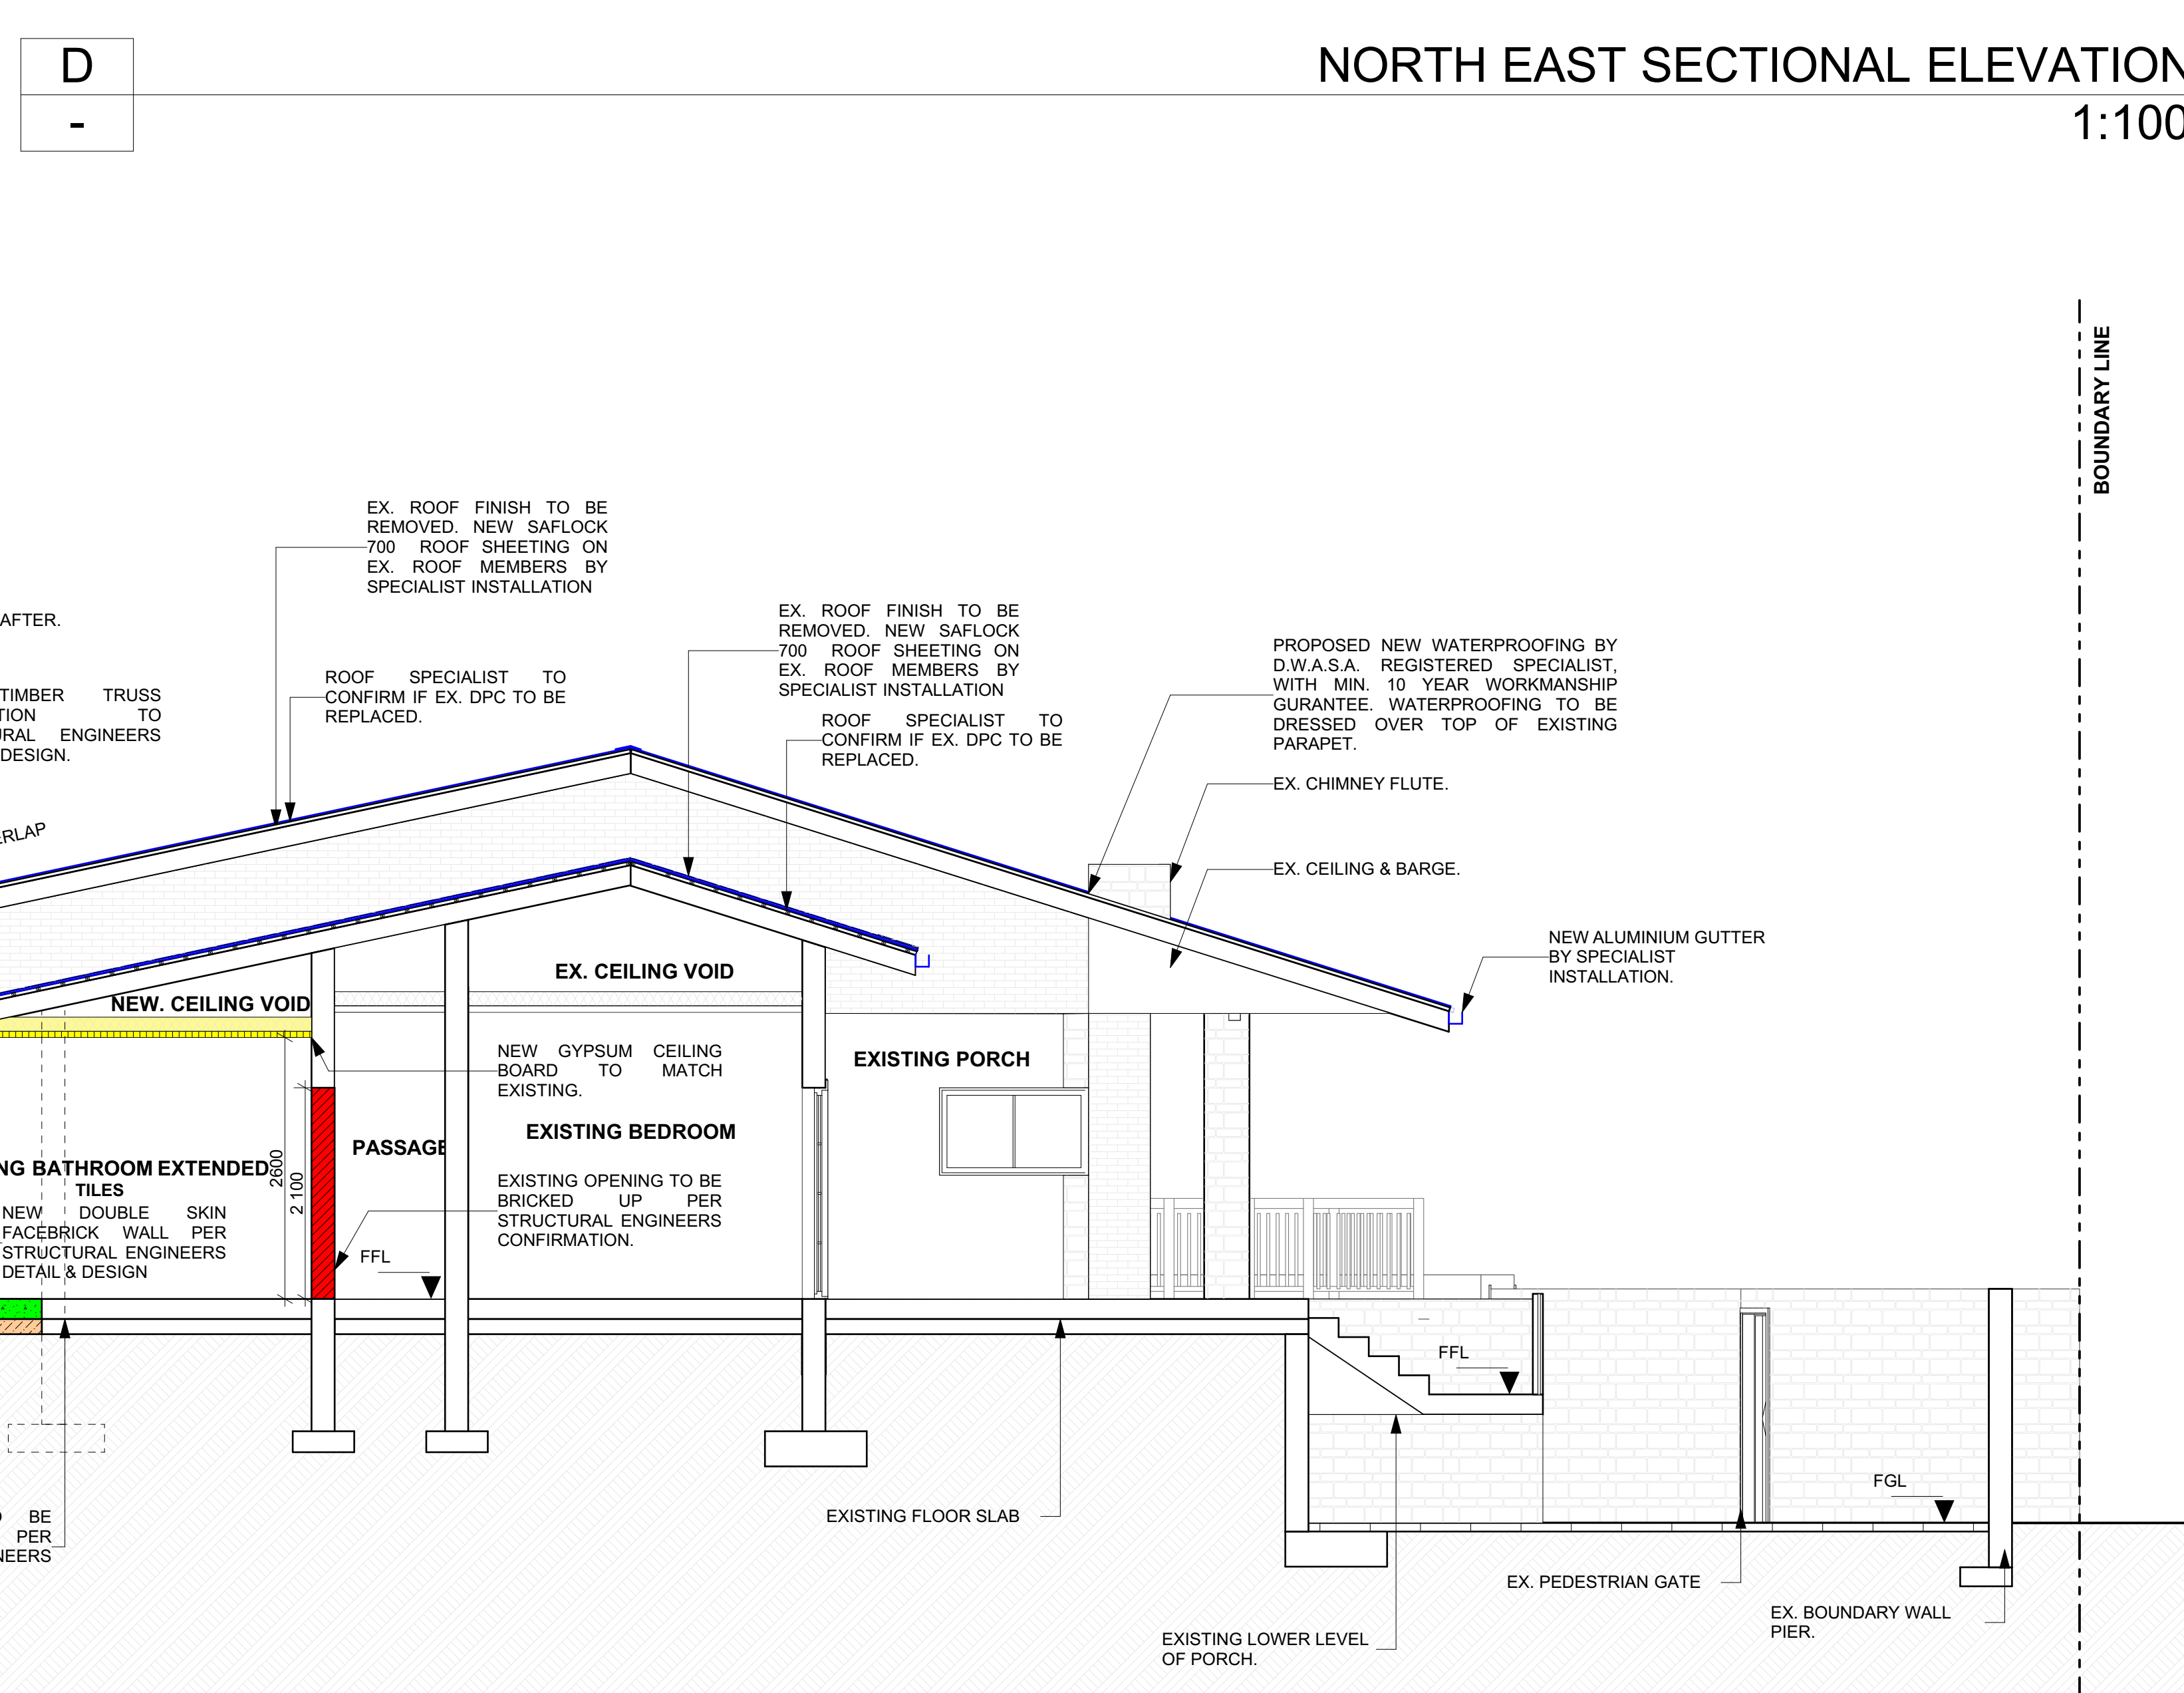 D
-
NORTH EAST SECTIONAL ELEVATION
1:100
BOUNDARY LINE
EX. ROOF FINISH TO BE
REMOVED. NEW SAFLOCK
700 ROOF SHEETING ON
EX. ROOF MEMBERS BY
SPECIALIST INSTALLATION
EX. ROOF FINISH TO BE
REMOVED. NEW SAFLOCK
700 ROOF SHEETING ON
EX. ROOF MEMBERS BY
SPECIALIST INSTALLATION
AFTER.
ROOF SPECIALIST TO
CONFIRM IF EX. DPC TO BE
REPLACED.
TIMBER TRUSS
TION TO
URAL ENGINEERS
DESIGN.
ROOF SPECIALIST TO
CONFIRM IF EX. DPC TO BE
REPLACED.
PROPOSED NEW WATERPROOFING BY
D.W.A.S.A. REGISTERED SPECIALIST,
WITH MIN. 10 YEAR WORKMANSHIP
GURANTEE. WATERPROOFING TO BE
DRESSED OVER TOP OF EXISTING
PARAPET.
EX. CHIMNEY FLUTE.
ERLAP
EX. CEILING & BARGE.
NEW ALUMINIUM GUTTER
BY SPECIALIST
INSTALLATION.
EX. CEILING VOID
NEW. CEILING VOID
NEW GYPSUM CEILING
BOARD TO MATCH
EXISTING.
EXISTING PORCH
EXISTING BEDROOM
PASSAGE
NG BATHROOM EXTENDED
TILES
2600
2 100
EXISTING OPENING TO BE
BRICKED UP PER
STRUCTURAL ENGINEERS
CONFIRMATION.
NEW DOUBLE SKIN
FACEBRICK WALL PER
STRUCTURAL ENGINEERS
DETAIL & DESIGN
FFL
FFL
FGL
BE
PER
NEERS
EXISTING FLOOR SLAB
EX. PEDESTRIAN GATE
EX. BOUNDARY WALL
PIER.
EXISTING LOWER LEVEL
OF PORCH.